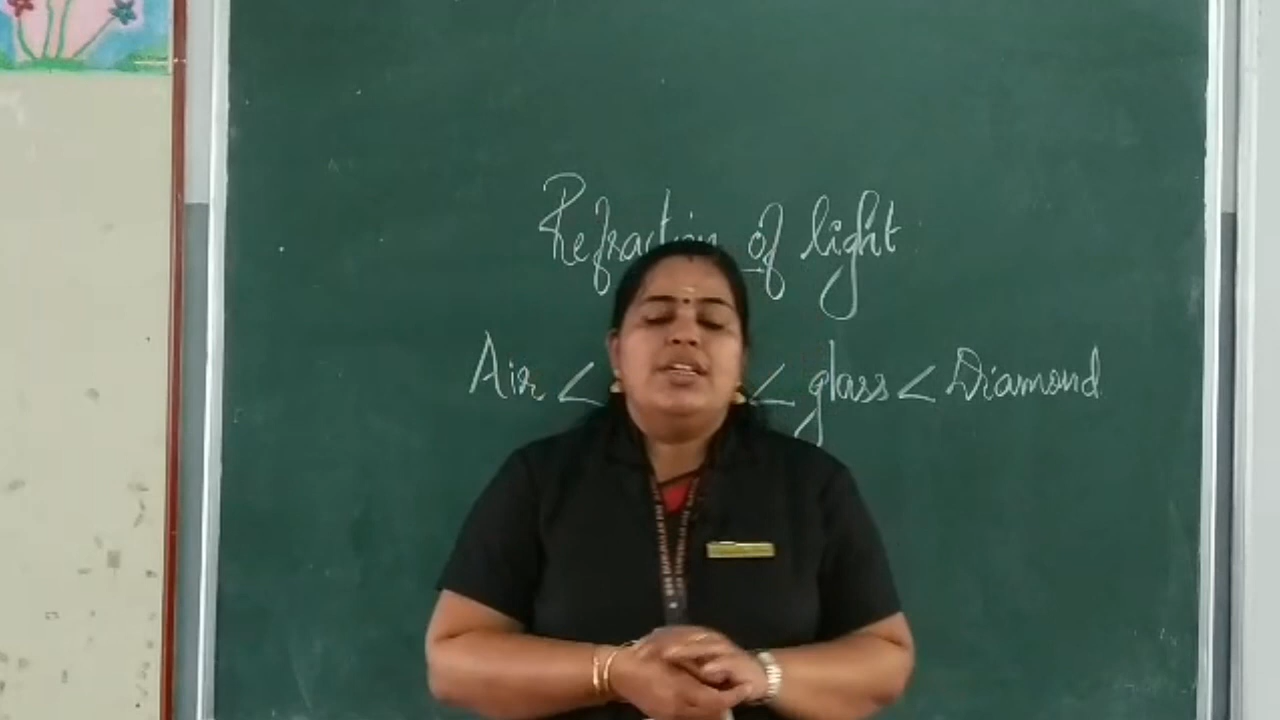 Refraction of light
Air < < glass < Diamond